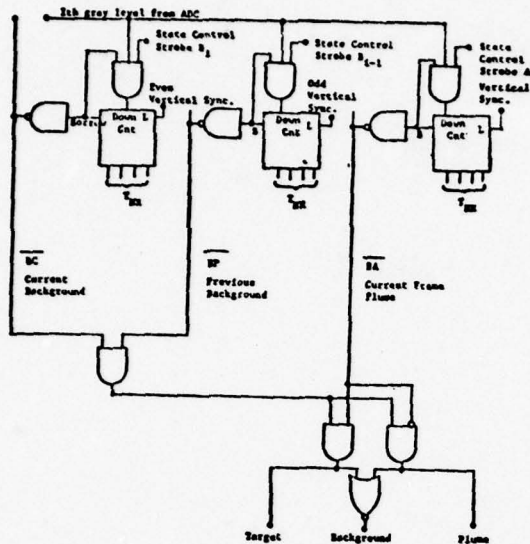 Ith gray level from ADC
State Control
Strobe B i
State Control
Strobe B i-1
State
Control
Strobe A
Even
Vertical Sync.
Odd
Vertical
Sync.
Vertical
Sync.
Borrow
Down L
Cnt
B
Down L
Cnt
B
Down L
Cnt
BC
Current
Background
BP
Previous
Background
BA
Current Frame
Plume
Target
Background
Plume